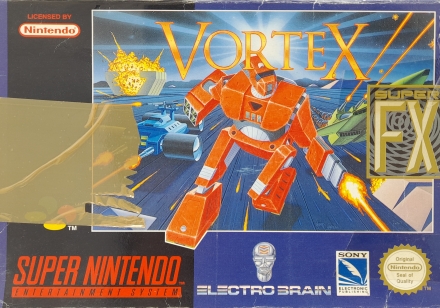 LICENSED BY
Nintendo
VORTEX
SUPER
FX
TM
SUPER NINTENDO
ENTERTAINMENT SYSTEM
ELECTRO BRAIN
SONY
ELECTRONIC
PUBLISHING
Original
Nintendo
Seal of
Quality